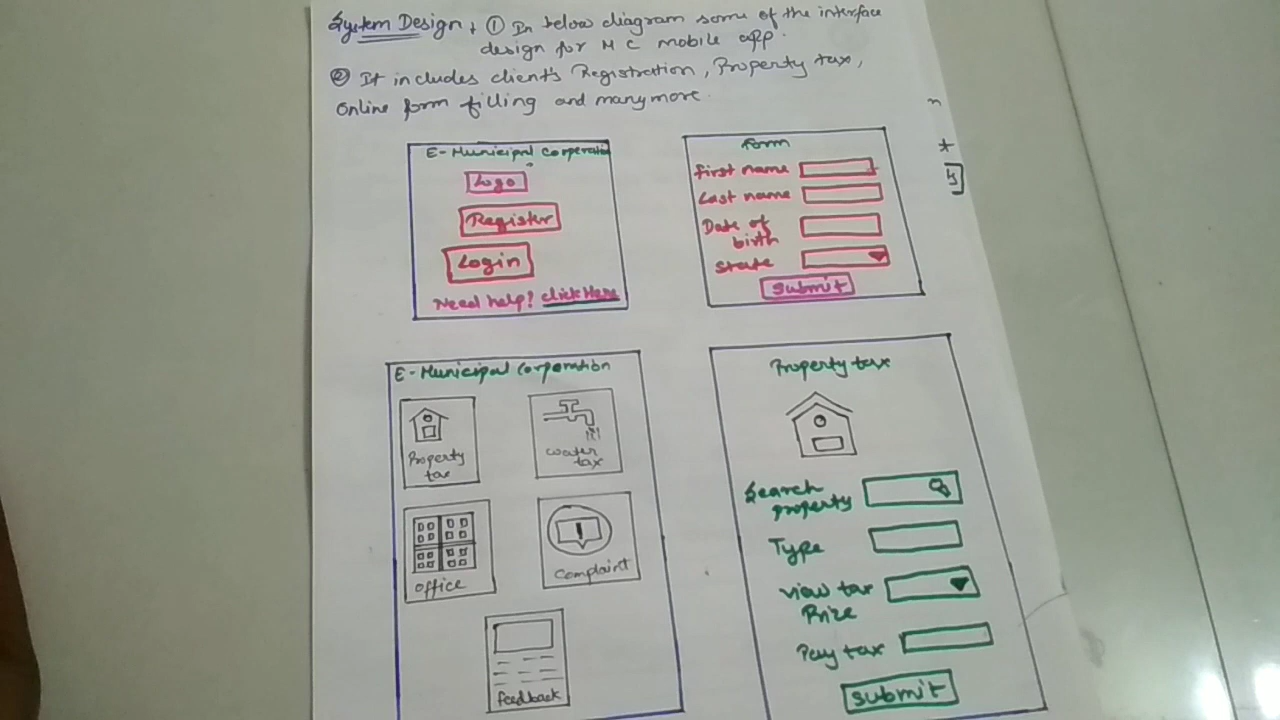 System Design : ① In below diagram some of the interface
design for MC mobile app.
② It includes client's Registration, Property tax,
Online form filling and many more.
E-Municipal Corporation
Logo
Register
Login
Need help? click Here
form
first name
Last name
Date of
birth
State
Submit
E-Municipal Corporation
Property
tax
water
tax
office
!
Complaint
feedback
Property tax
Search
property
Type
View tax
Prize
Pay tax
Submit